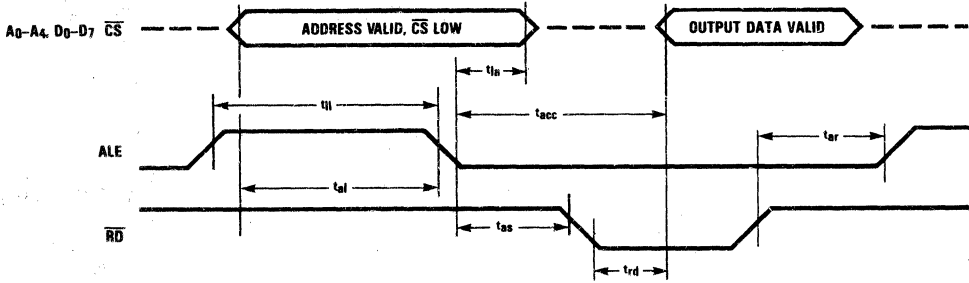 A0–A4, D0–D7 CS
ADDRESS VALID, CS LOW
OUTPUT DATA VALID
tla
tll
tacc
ALE
tar
tal
RD
tas
trd